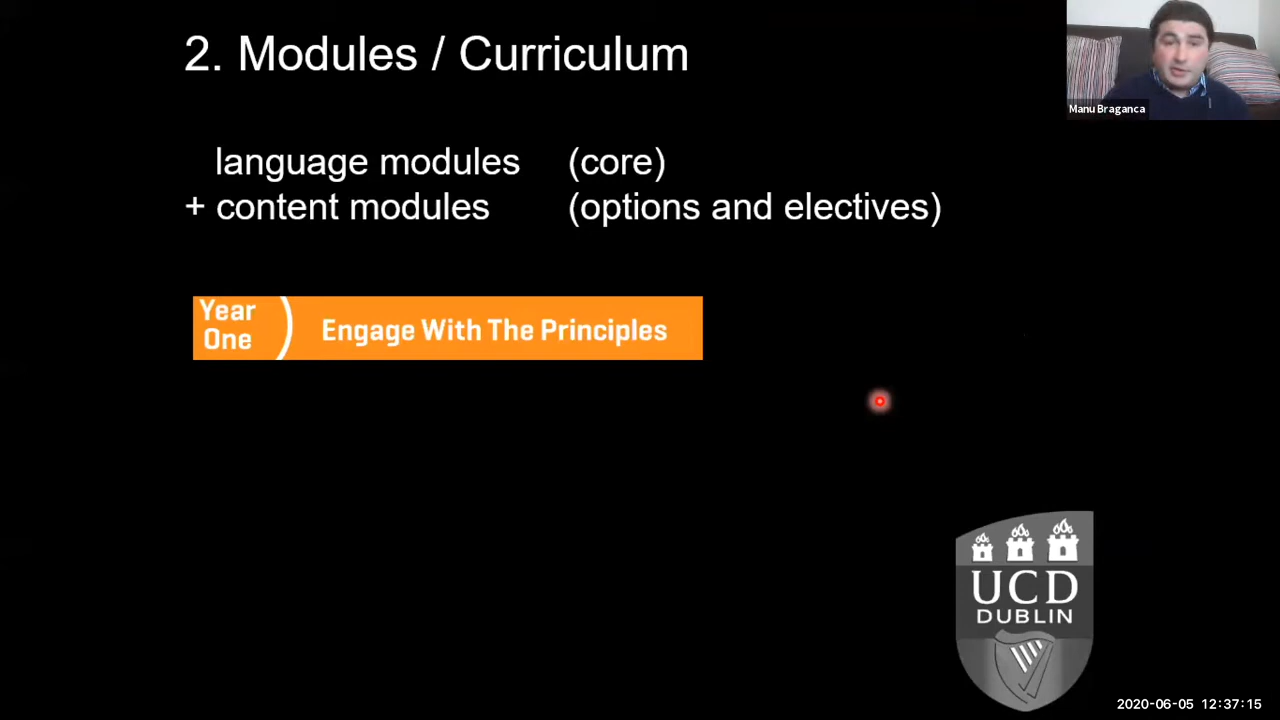 2. Modules / Curriculum
Manu Braganca
language modules (core)
+ content modules (options and electives)
Year
One
Engage With The Principles
UCD
DUBLIN
2020-06-05 12:37:15